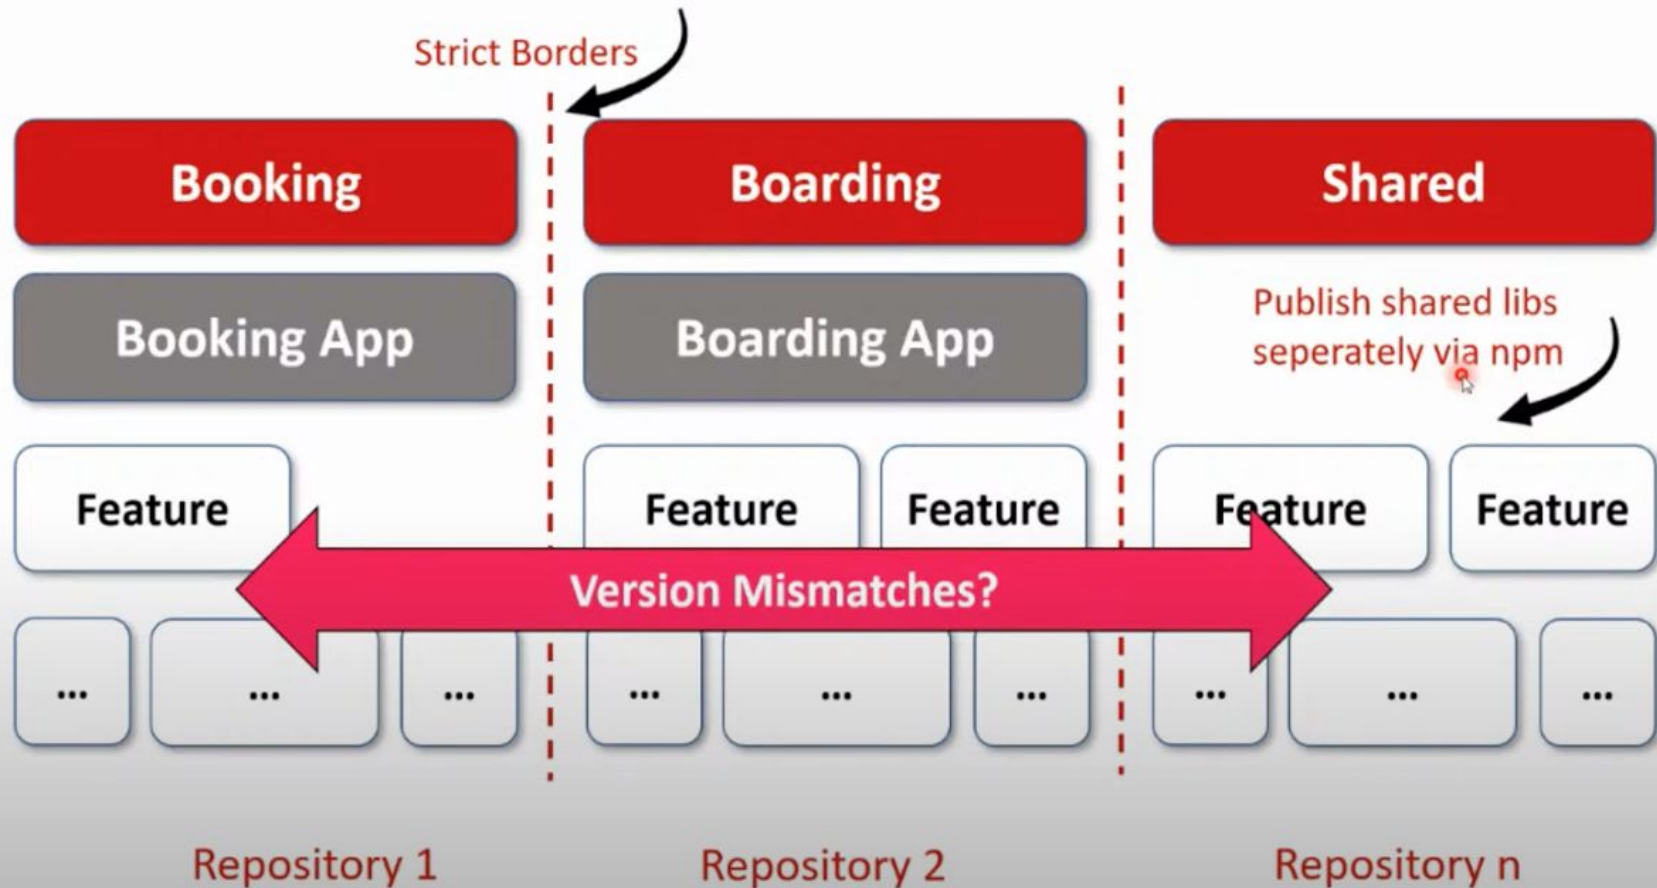 Strict Borders
Booking
Boarding
Shared
Booking App
Boarding App
Publish shared libs
seperately via npm
Feature
Feature
Feature
Feature
Feature
Version Mismatches?
...
...
...
...
...
...
...
...
...
Repository 1
Repository 2
Repository n